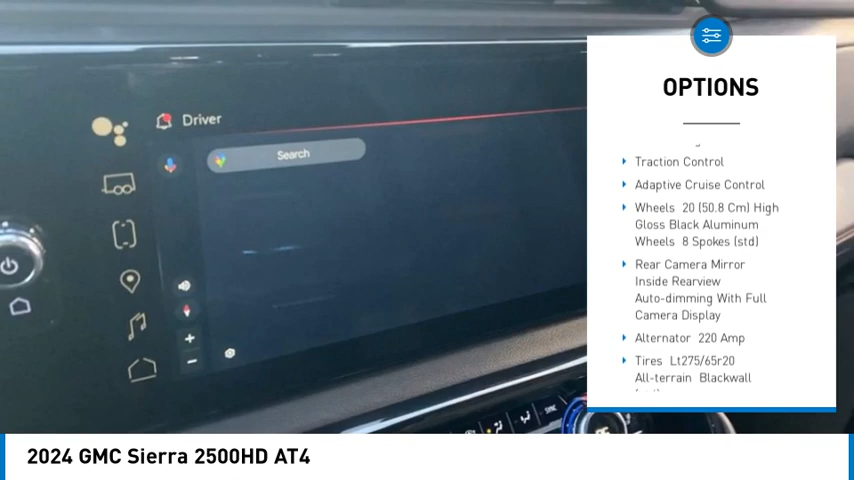 Driver
Search
SYNC
OPTIONS
Traction Control
Adaptive Cruise Control
Wheels 20 (50.8 Cm) High
Gloss Black Aluminum
Wheels 8 Spokes (std)
Rear Camera Mirror
Inside Rearview
Auto-dimming With Full
Camera Display
Alternator 220 Amp
Tires Lt275/65r20
All-terrain Blackwall
2024 GMC Sierra 2500HD AT4